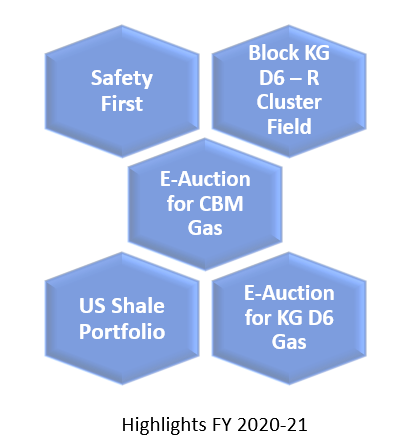 Safety
First
Block KG
D6 – R
Cluster
Field
E-Auction
for CBM
Gas
US Shale
Portfolio
E-Auction
for KG D6
Gas
Highlights FY 2020-21